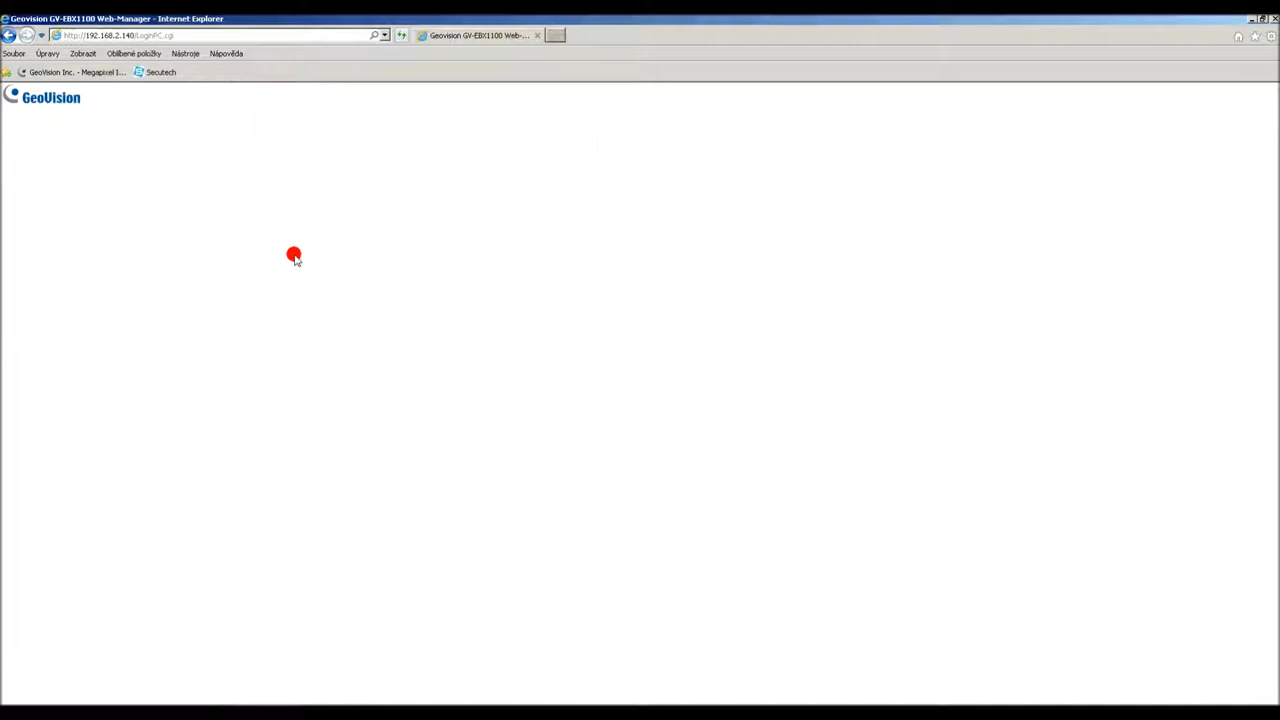 Geovision GV-EBX1100 Web-Manager - Internet Explorer
http://192.168.2.140/LoginPC.cgi
Geovision GV-EBX1100 Web-...
Soubor Úpravy Zobrazit Oblíbené položky Nástroje Nápověda
GeoVision Inc. - Megapixel I... Secutech
GeoVision